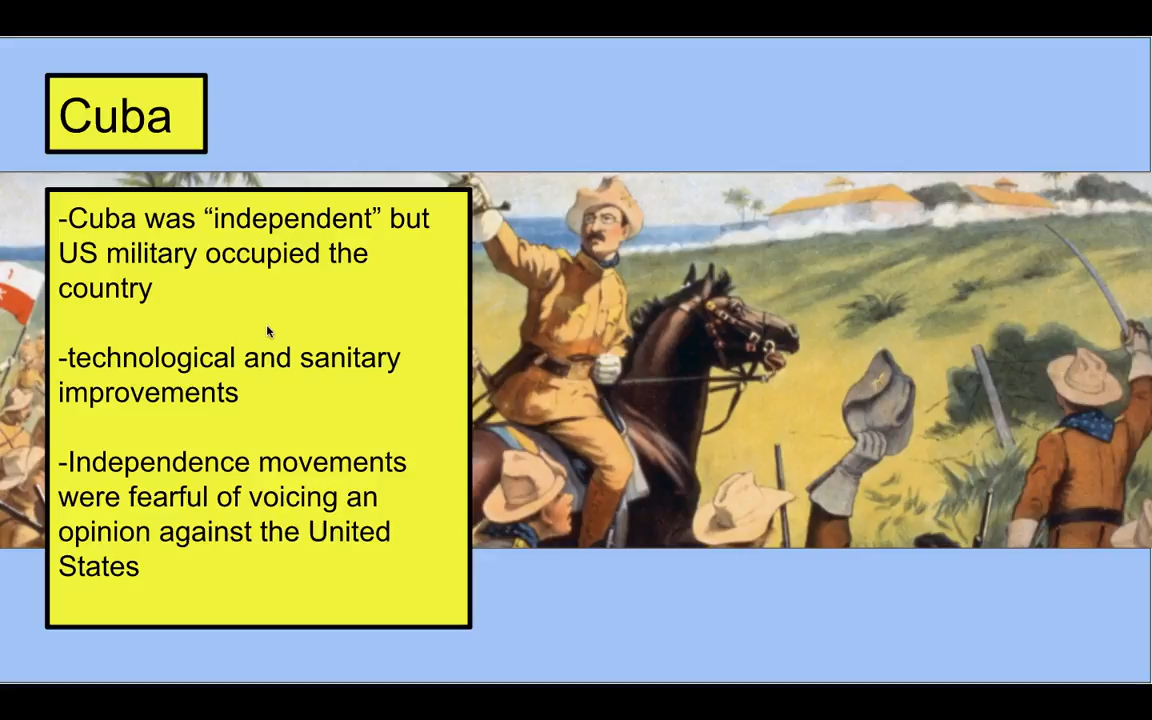 Cuba
-Cuba was “independent” but
US military occupied the
country
-technological and sanitary
improvements
-Independence movements
were fearful of voicing an
opinion against the United
States